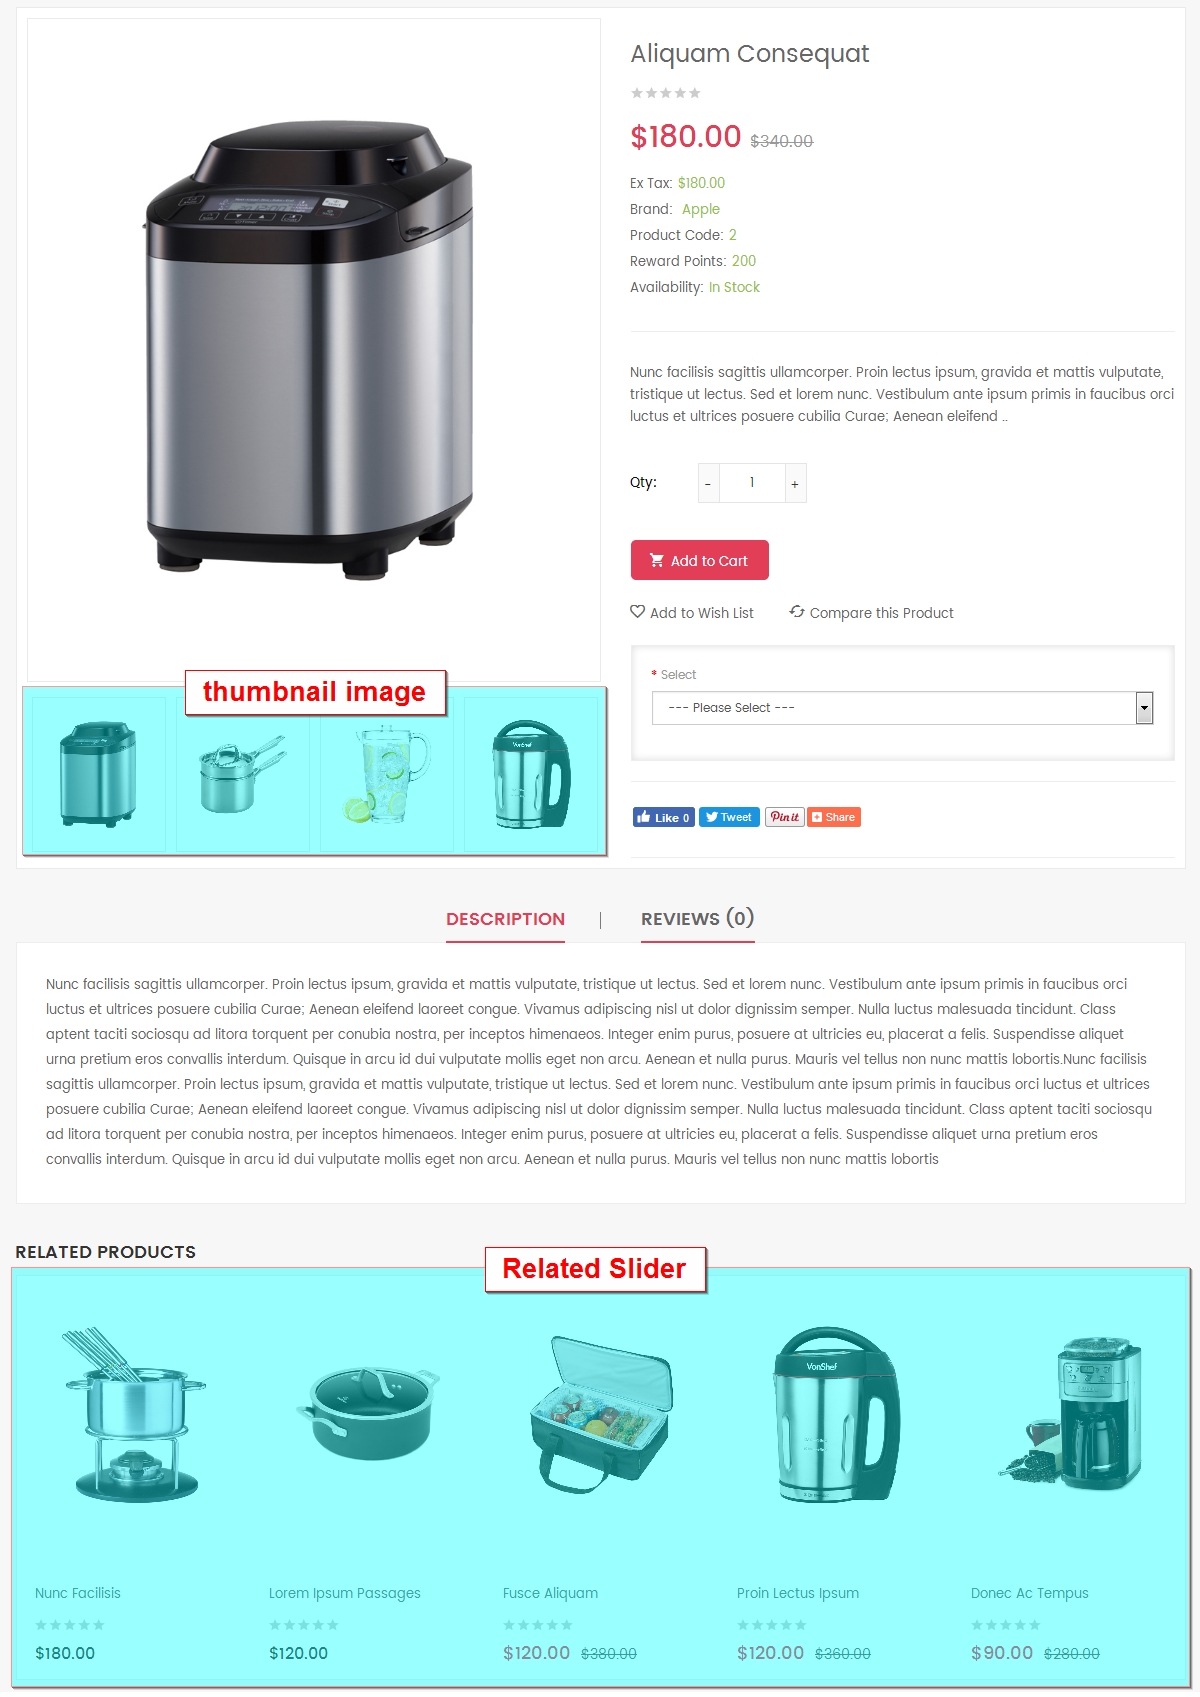 Aliquam Consequat
$180.00 $340.00
Ex Tax: $180.00
Brand: Apple
Product Code: 2
Reward Points: 200
Availability: In Stock
Nunc facilisis sagittis ullamcorper. Proin lectus ipsum, gravida et mattis vulputate,
tristique ut lectus. Sed et lorem nunc. Vestibulum ante ipsum primis in faucibus orci
luctus et ultrices posuere cubilia Curae; Aenean eleifend ..
Qty: - 1 +
Add to Cart
Add to Wish List Compare this Product
* Select
--- Please Select ---
Like 0 Tweet Pin it Share
thumbnail image
VonShef
DESCRIPTION | REVIEWS (0)
Nunc facilisis sagittis ullamcorper. Proin lectus ipsum, gravida et mattis vulputate, tristique ut lectus. Sed et lorem nunc. Vestibulum ante ipsum primis in faucibus orci
luctus et ultrices posuere cubilia Curae; Aenean eleifend laoreet congue. Vivamus adipiscing nisl ut dolor dignissim semper. Nulla luctus malesuada tincidunt. Class
aptent taciti sociosqu ad litora torquent per conubia nostra, per inceptos himenaeos. Integer enim purus, posuere at ultricies eu, placerat a felis. Suspendisse aliquet
urna pretium eros convallis interdum. Quisque in arcu id dui vulputate mollis eget non arcu. Aenean et nulla purus. Mauris vel tellus non nunc mattis lobortis.Nunc facilisis
sagittis ullamcorper. Proin lectus ipsum, gravida et mattis vulputate, tristique ut lectus. Sed et lorem nunc. Vestibulum ante ipsum primis in faucibus orci luctus et ultrices
posuere cubilia Curae; Aenean eleifend laoreet congue. Vivamus adipiscing nisl ut dolor dignissim semper. Nulla luctus malesuada tincidunt. Class aptent taciti sociosqu
ad litora torquent per conubia nostra, per inceptos himenaeos. Integer enim purus, posuere at ultricies eu, placerat a felis. Suspendisse aliquet urna pretium eros
convallis interdum. Quisque in arcu id dui vulputate mollis eget non arcu. Aenean et nulla purus. Mauris vel tellus non nunc mattis lobortis
RELATED PRODUCTS
Related Slider
VonShef
Nunc Facilisis Lorem Ipsum Passages Fusce Aliquam Proin Lectus Ipsum Donec Ac Tempus
$180.00 $120.00 $120.00 $380.00 $120.00 $360.00 $90.00 $280.00